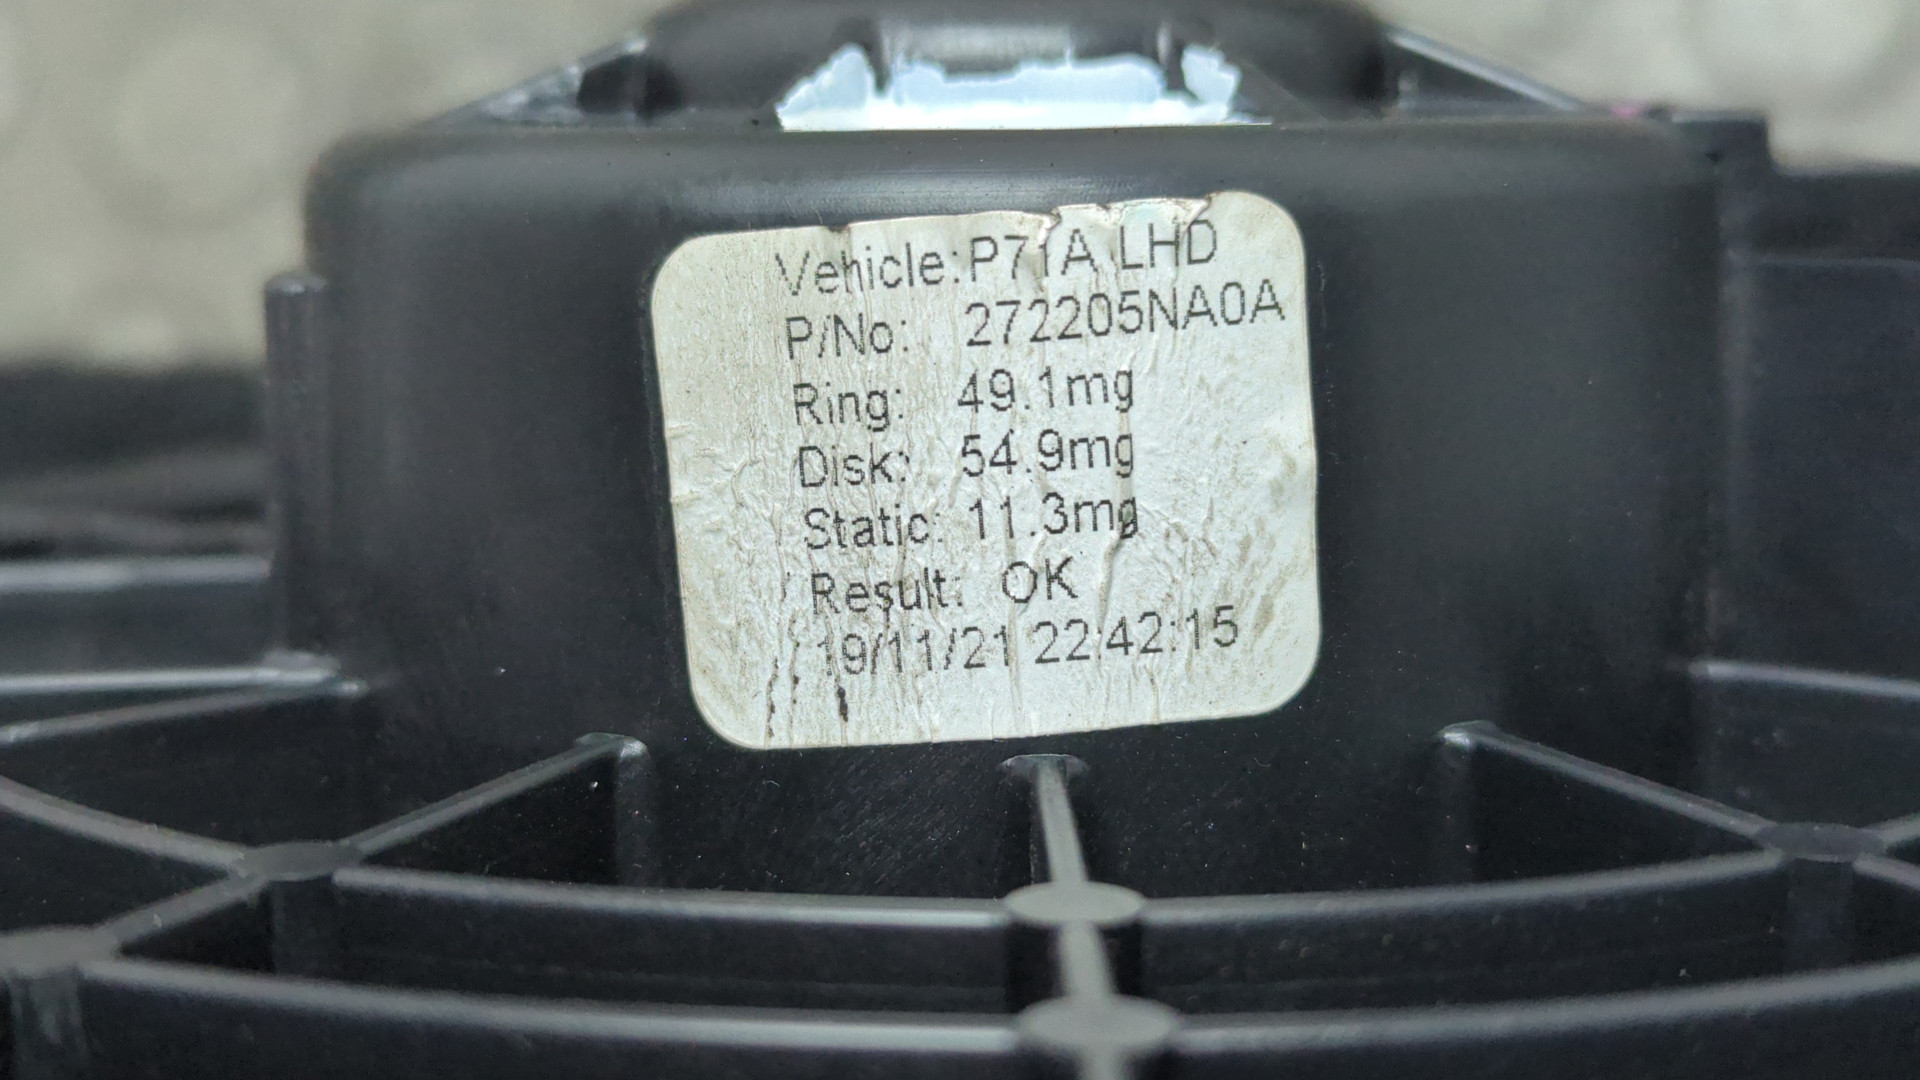 Vehicle: P71A LHD
P/No: 272205NA0A
Ring: 49.1mg
Disk: 54.9mg
Static: 11.3mg
Result: OK
19/11/21 22:42:15